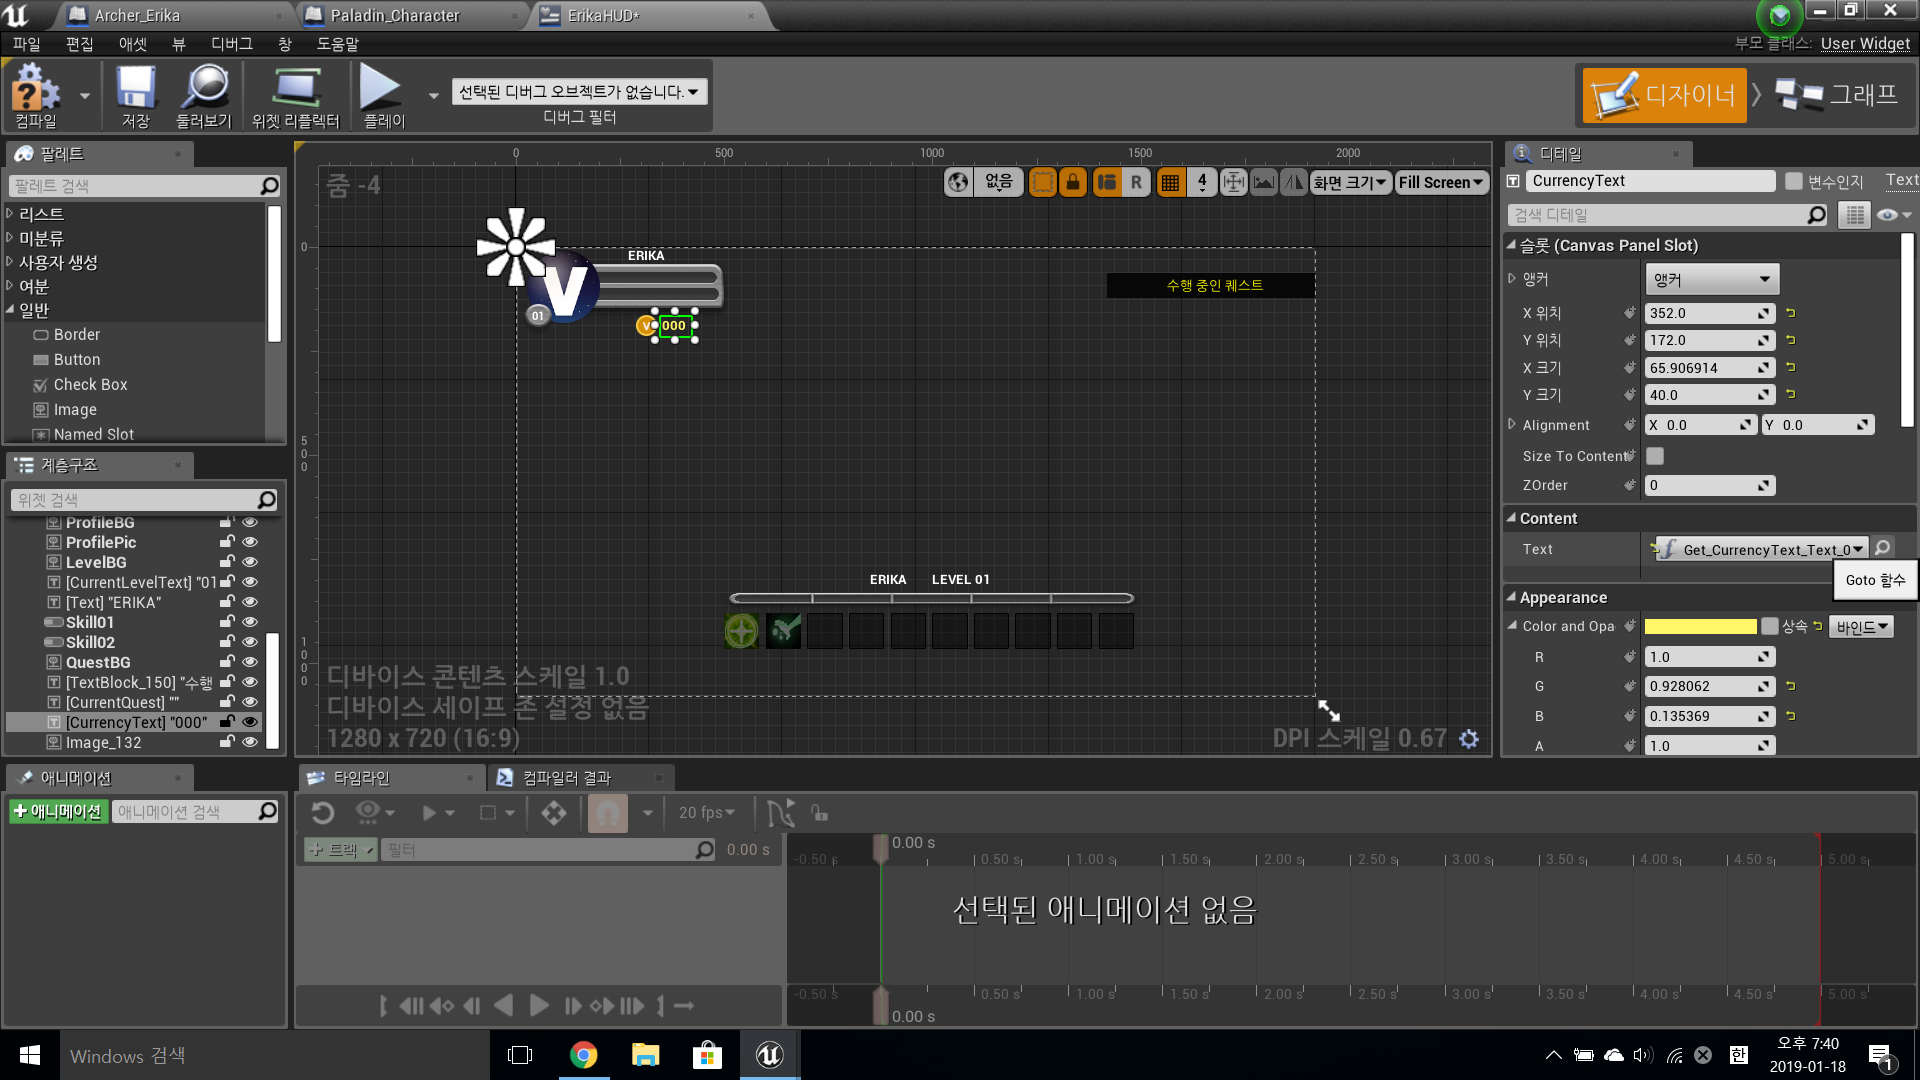 Archer_Erika
Paladin_Character
ErikaHUD*
파일 편집 애셋 뷰 디버그 창 도움말
부모 클래스: User Widget
컴파일
저장
둘러보기
위젯 리플렉터
플레이
선택된 디버그 오브젝트가 없습니다.
디버그 필터
디자이너
그래프
팔레트
팔레트 검색
리스트
미분류
사용자 생성
여분
일반
Border
Button
Check Box
Image
Named Slot
계층구조
위젯 검색
ProfileBG
ProfilePic
LevelBG
[CurrentLevelText] "01
[Text] "ERIKA"
Skill01
Skill02
QuestBG
[TextBlock_150] "수행
[CurrentQuest] ""
[CurrencyText] "000"
Image_132
0 500 1000 1500 2000
0
500
1000
줌 -4
없음
R
4
화면 크기
Fill Screen
ERIKA
V
01
V
000
수행 중인 퀘스트
ERIKA LEVEL 01
디바이스 콘텐츠 스케일 1.0
디바이스 세이프 존 설정 없음
1280 x 720 (16:9)
DPI 스케일 0.67
디테일
CurrencyText
변수인지
Text
검색 디테일
슬롯 (Canvas Panel Slot)
앵커 앵커
X 위치 352.0
Y 위치 172.0
X 크기 65.906914
Y 크기 40.0
Alignment X 0.0 Y 0.0
Size To Content
ZOrder 0
Content
Text Get_CurrencyText_Text_0
Goto 함수
Appearance
Color and Opa 상속 바인드
R 1.0
G 0.928062
B 0.135369
A 1.0
애니메이션
+애니메이션
애니메이션 검색
타임라인
컴파일러 결과
20 fps
+ 트랙
필터
0.00 s
0.00 s
-0.50 s 0.50 s 1.00 s 1.50 s 2.00 s 2.50 s 3.00 s 3.50 s 4.00 s 4.50 s 5.00 s
선택된 애니메이션 없음
-0.50 s 0.50 s 1.00 s 1.50 s 2.00 s 2.50 s 3.00 s 3.50 s 4.00 s 4.50 s 5.00 s
0.00 s
Windows 검색
한
오후 7:40
2019-01-18
1